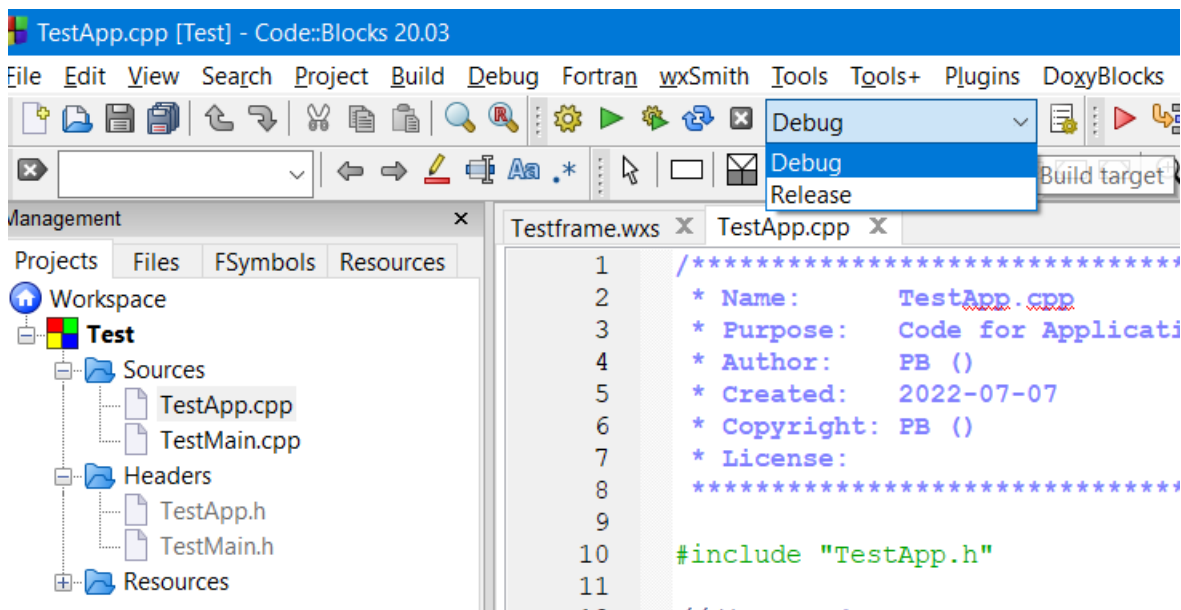 TestApp.cpp [Test] - Code::Blocks 20.03
File Edit View Search Project Build Debug Fortran wxSmith Tools Tools+ Plugins DoxyBlocks
Debug
Debug
Release
Build target
Management
Projects Files FSymbols Resources
Workspace
Test
Sources
TestApp.cpp
TestMain.cpp
Headers
TestApp.h
TestMain.h
Resources
Testframe.wxs TestApp.cpp
1 /********************************
2 * Name: TestApp.cpp
3 * Purpose: Code for Applicati
4 * Author: PB ()
5 * Created: 2022-07-07
6 * Copyright: PB ()
7 * License:
8 *******************************
9
10 #include "TestApp.h"
11